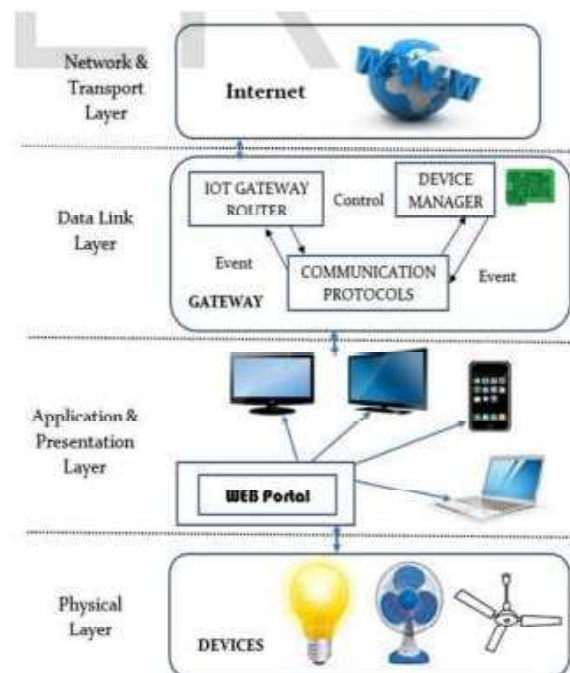 Network &
Transport
Layer
Internet
WWW
Data Link
Layer
IOT GATEWAY
ROUTER
Control
DEVICE
MANAGER
Event
COMMUNICATION
PROTOCOLS
Event
GATEWAY
Application &
Presentation
Layer
WEB Portal
Physical
Layer
DEVICES